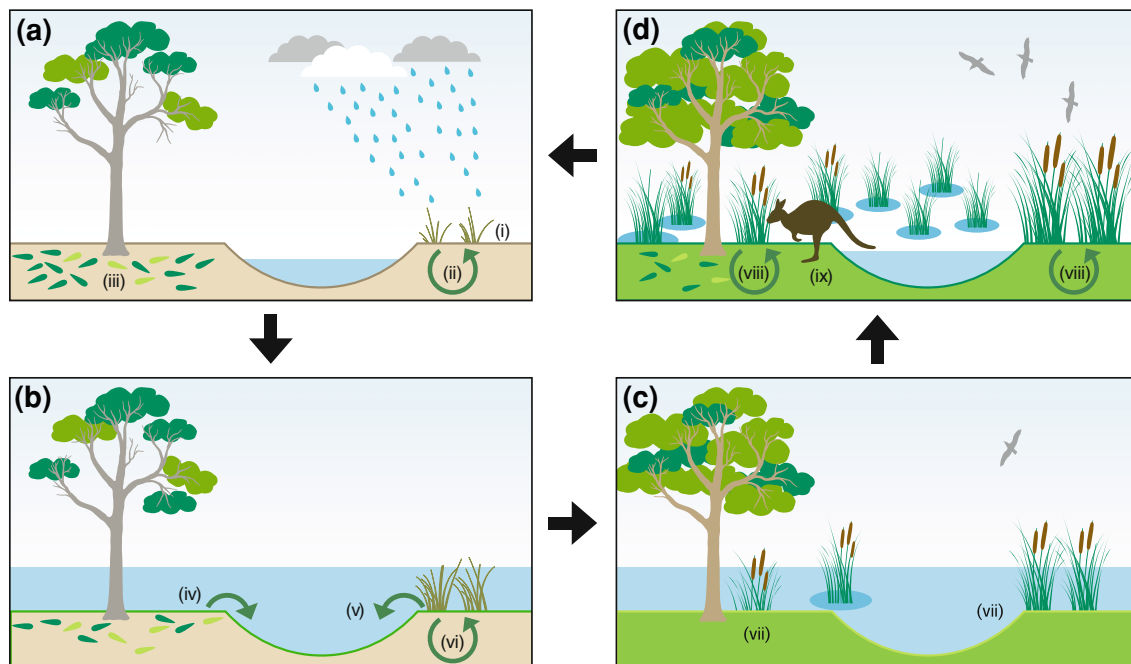 (a)
(i)
(ii)
(iii)
(d)
(viii)
(ix)
(viii)
(b)
(iv)
(v)
(vi)
(c)
(vii)
(vii)